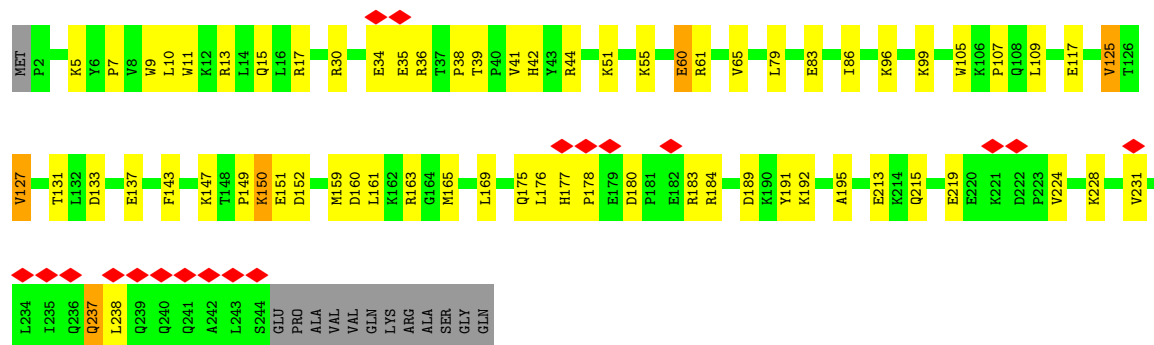 MET P2 K5 Y6 P7 V8 W9 L10 W11 K12 R13 L14 Q15 L16 R17 R30 E34 E35 R36 T37 P38 T39 P40 V41 H42 Y43 R44 K51 K55 E60 R61 V65 L79 E83 I86 K96 K99 W105 K106 P107 Q108 L109 E117 V125 T126
V127 T131 L132 D133 E137 F143 K147 T148 P149 K150 E151 D152 M159 D160 L161 K162 R163 G164 M165 L169 Q175 L176 H177 P178 E179 D180 P181 E182 R183 R184 D189 K190 Y191 K192 A195 E213 K214 Q215 E219 E220 K221 D222 P223 V224 K228 V231
L234 I235 Q236 Q237 L238 Q239 Q240 Q241 A242 L243 S244 GLU PRO ALA VAL VAL GLN LYS ARG ALA SER GLY GLN